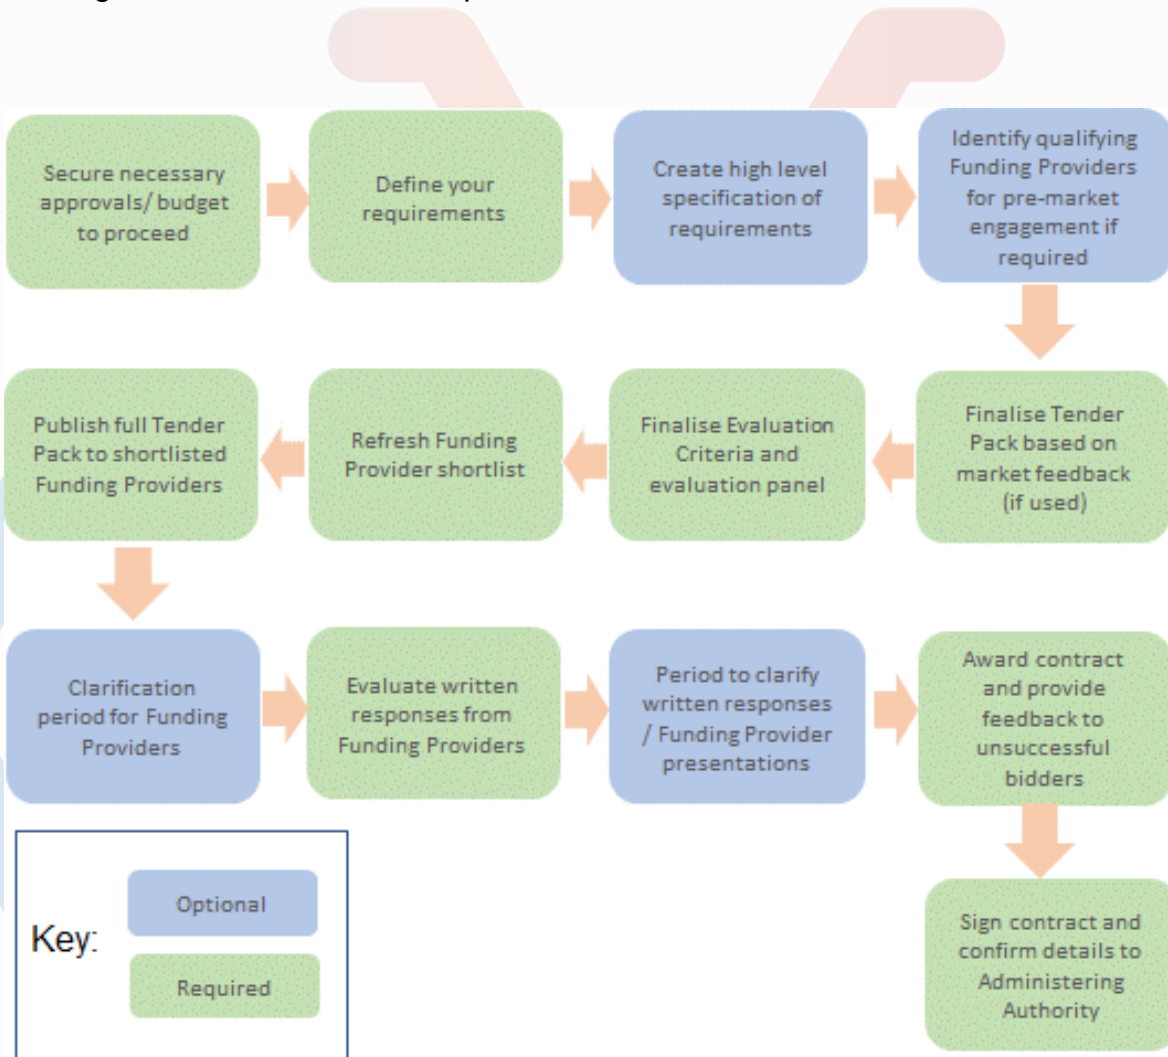 Secure necessary
approvals/ budget
to proceed
Define your
requirements
Create high level
specification of
requirements
Identify qualifying
Funding Providers
for pre-market
engagement if
required
Finalise Tender
Pack based on
market feedback
(if used)
Finalise Evaluation
Criteria and
evaluation panel
Refresh Funding
Provider shortlist
Publish full Tender
Pack to shortlisted
Funding Providers
Clarification
period for Funding
Providers
Evaluate written
responses from
Funding Providers
Period to clarify
written responses
/ Funding Provider
presentations
Award contract
and provide
feedback to
unsuccessful
bidders
Sign contract and
confirm details to
Administering
Authority
Key:
Optional
Required